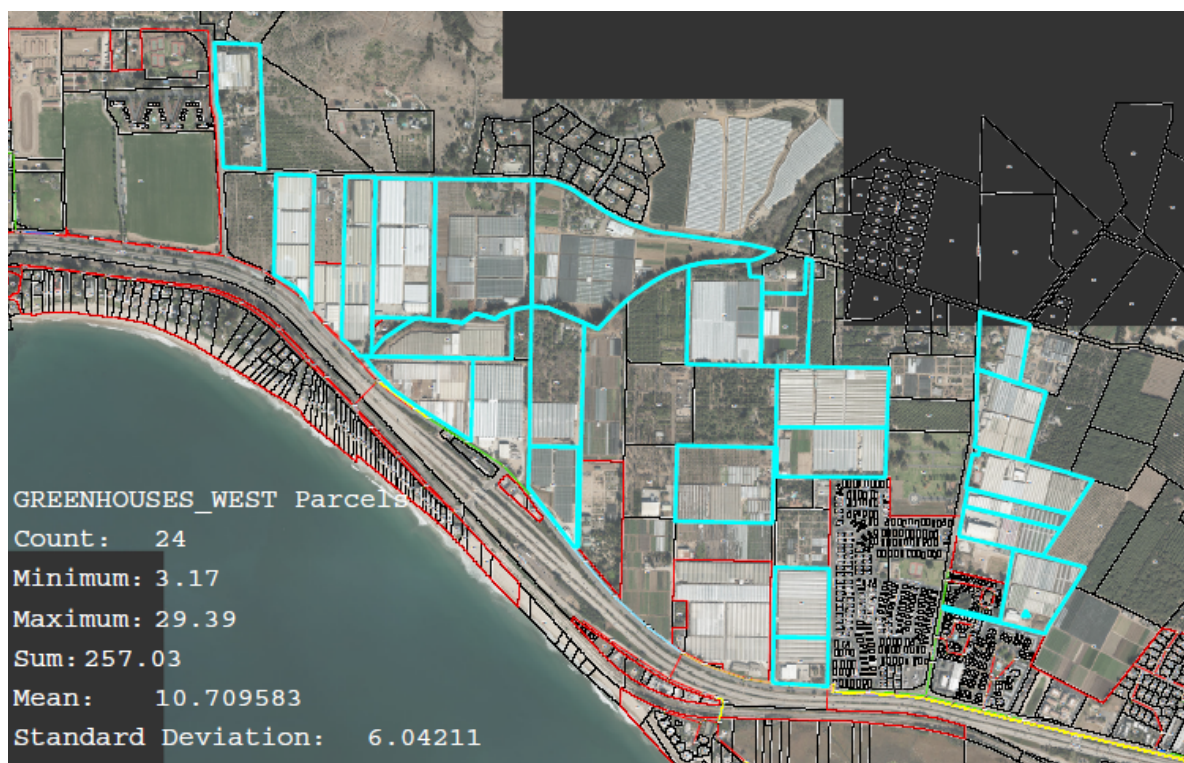 GREENHOUSES_WEST Parcels
Count: 24
Minimum: 3.17
Maximum: 29.39
Sum: 257.03
Mean: 10.709583
Standard Deviation: 6.04211